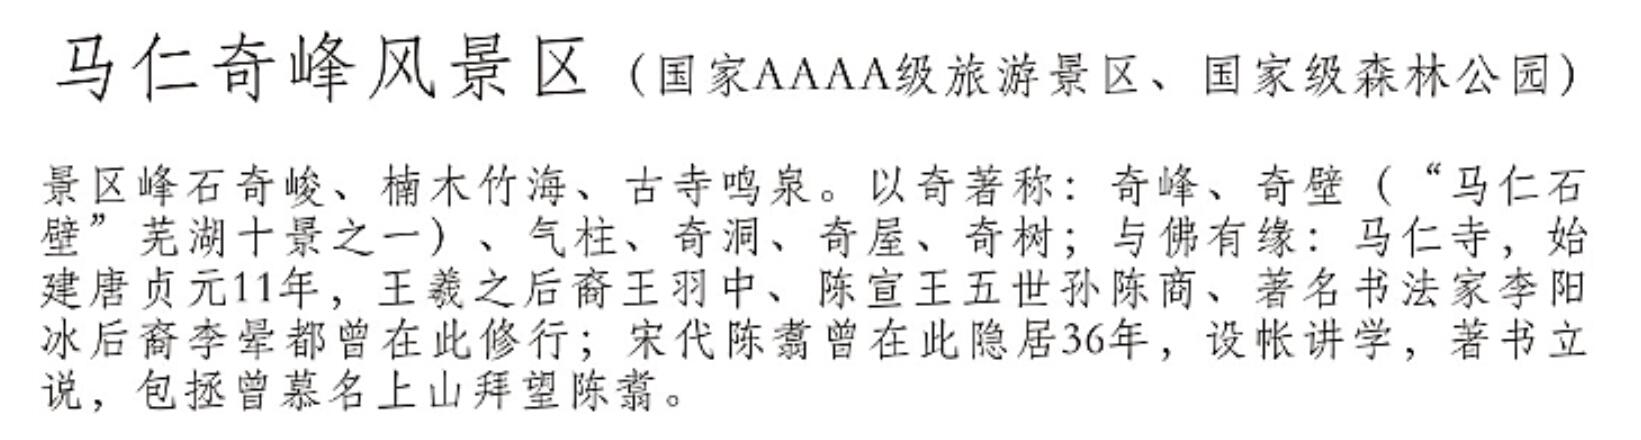 马仁奇峰风景区（国家AAAA级旅游景区、国家级森林公园）
景区峰石奇峻、楠木竹海、古寺鸣泉。以奇著称：奇峰、奇壁（“马仁石
壁”芜湖十景之一）、气柱、奇洞、奇屋、奇树；与佛有缘：马仁寺，始
建唐贞元11年，王羲之后裔王羽中、陈宣王五世孙陈商、著名书法家李阳
冰后裔李晕都曾在此修行；宋代陈翥曾在此隐居36年，设帐讲学，著书立
说，包拯曾慕名上山拜望陈翥。